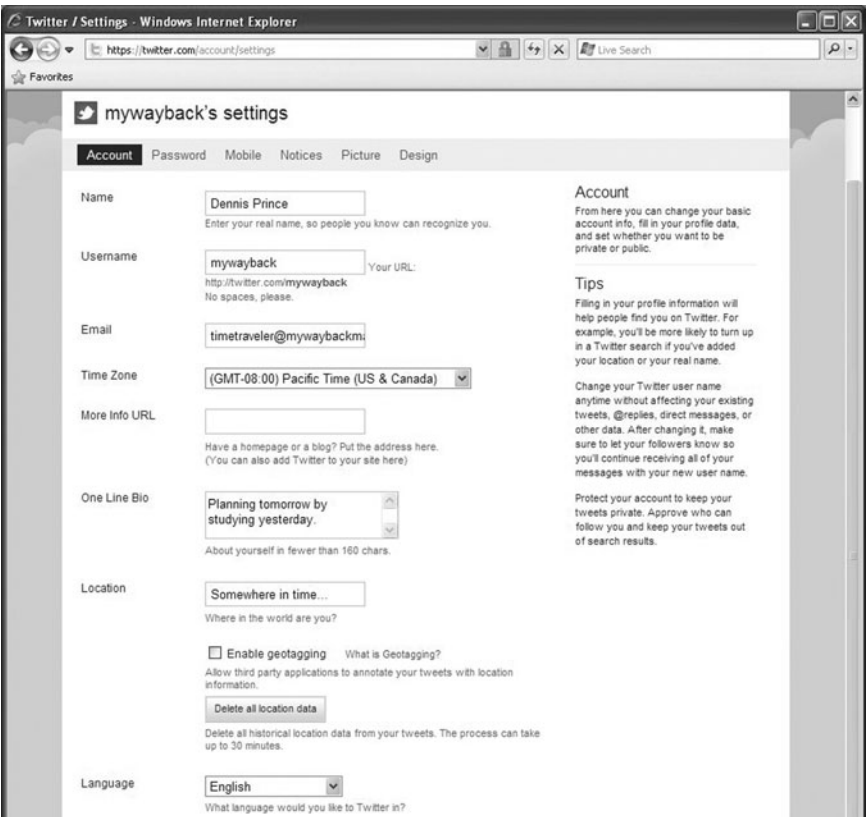 Twitter / Settings - Windows Internet Explorer
https://twitter.com/account/settings
Live Search
Favorites
mywayback's settings
Account Password Mobile Notices Picture Design
Name
Dennis Prince
Enter your real name, so people you know can recognize you.
Username
mywayback
Your URL:
http://twitter.com/mywayback
No spaces, please.
Email
timetraveler@mywaybackma
Time Zone
(GMT-08:00) Pacific Time (US & Canada)
More Info URL
Have a homepage or a blog? Put the address here.
(You can also add Twitter to your site here)
One Line Bio
Planning tomorrow by
studying yesterday.
About yourself in fewer than 160 chars.
Location
Somewhere in time...
Where in the world are you?
Enable geotagging What is Geotagging?
Allow third party applications to annotate your tweets with location
information.
Delete all location data
Delete all historical location data from your tweets. The process can take
up to 30 minutes.
Language
English
What language would you like to Twitter in?
Account
From here you can change your basic
account info, fill in your profile data,
and set whether you want to be
private or public.
Tips
Filling in your profile information will
help people find you on Twitter. For
example, you'll be more likely to turn up
in a Twitter search if you've added
your location or your real name.
Change your Twitter user name
anytime without affecting your existing
tweets, @replies, direct messages, or
other data. After changing it, make
sure to let your followers know so
you'll continue receiving all of your
messages with your new user name.
Protect your account to keep your
tweets private. Approve who can
follow you and keep your tweets out
of search results.